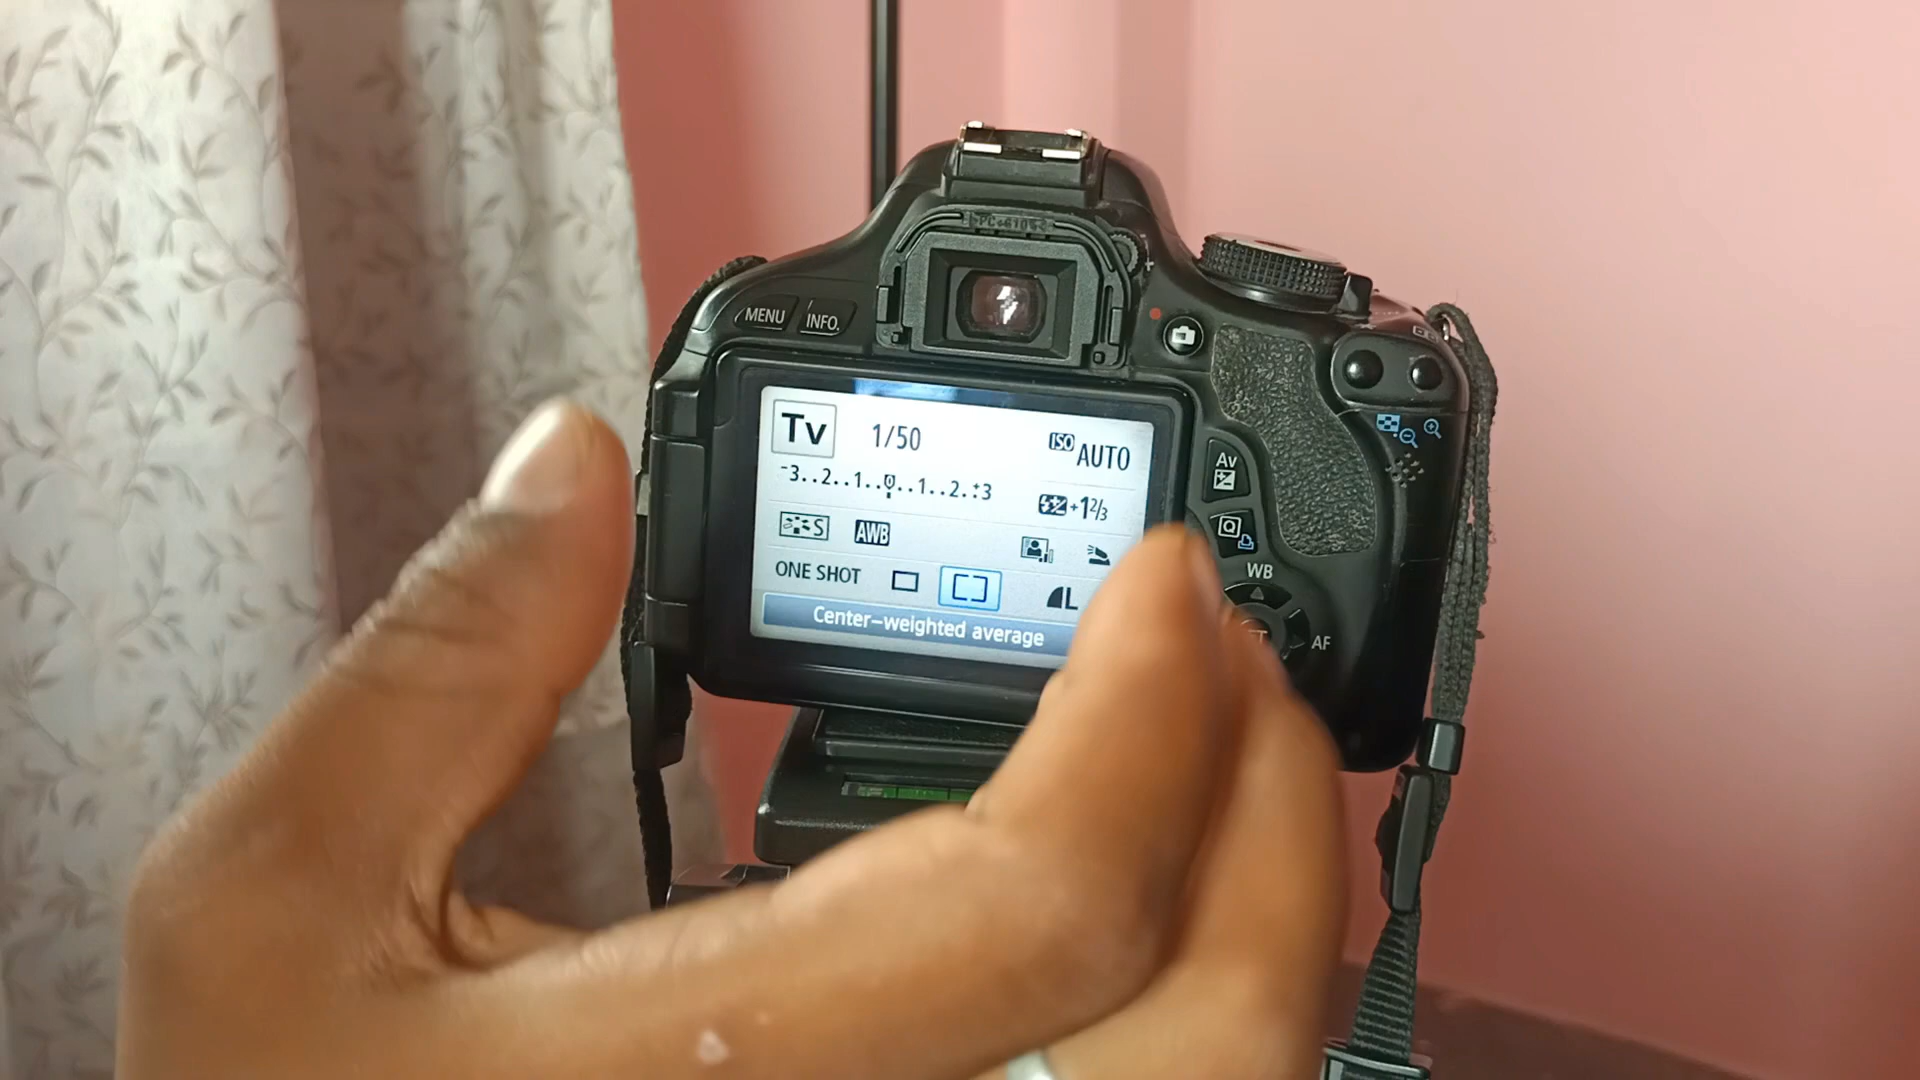 MENU
INFO.
Tv
1/50
ISO
AUTO
-3..2..1..0..1..2.:+3
+1 2/3
S
AWB
ONE SHOT
L
Center-weighted average
Av
Q
WB
AF